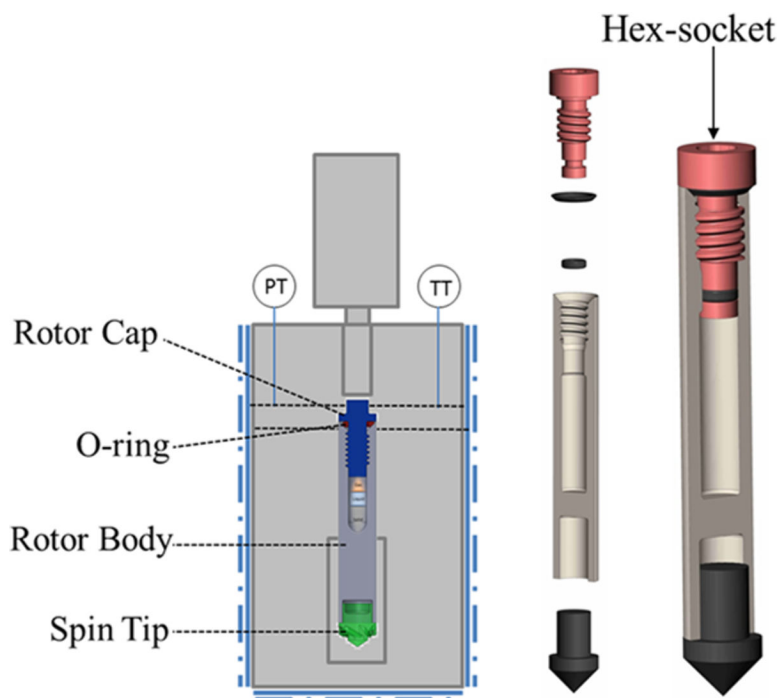 Hex-socket
PT
TT
Rotor Cap
O-ring
Rotor Body
Spin Tip